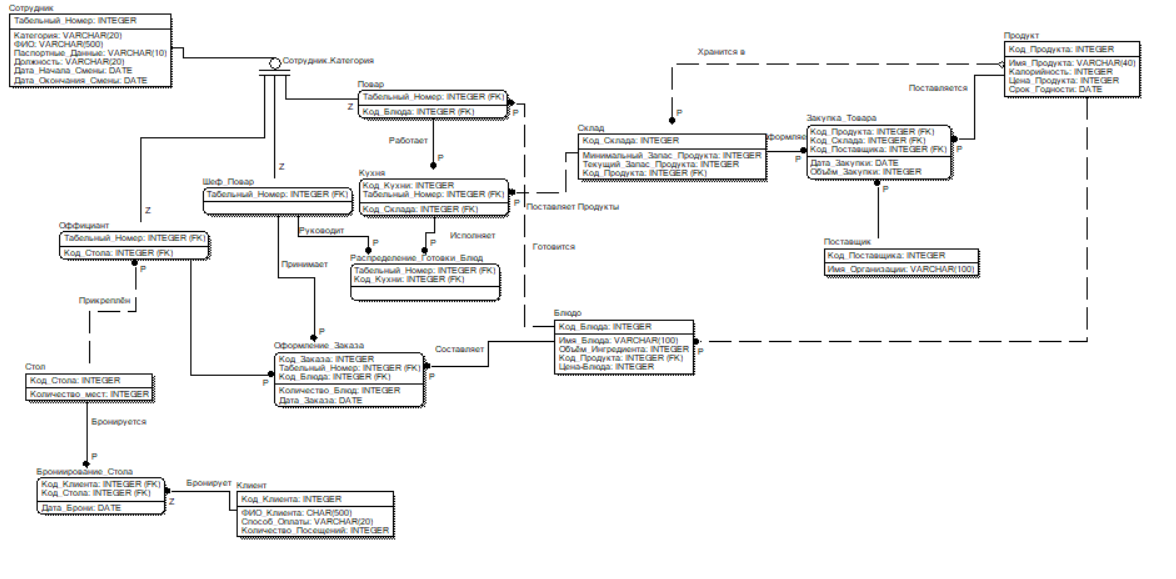 Сотрудник
Табельный_Номер: INTEGER
Категория: VARCHAR(20)
ФИО: VARCHAR(500)
Паспортные_Данные: VARCHAR(10)
Должность: VARCHAR(20)
Дата_Начала_Смены: DATE
Дата_Окончания_Смены: DATE
Сотрудник.Категория
Повар
Табельный_Номер: INTEGER (FK)
Код_Блюда: INTEGER (FK)
Z
P
Работает
P
Хранится в
P
Продукт
Код_Продукта: INTEGER
Имя_Продукта: VARCHAR(40)
Калорийность: INTEGER
Цена_Продукта: INTEGER
Срок_Годности: DATE
Поставляется
P
Закупка_Товара
Код_Продукта: INTEGER (FK)
Код_Склада: INTEGER (FK)
Код_Поставщика: INTEGER (FK)
Дата_Закупки: DATE
Объём_Закупки: INTEGER
P
P
Склад
Код_Склада: INTEGER
Минимальный_Запас_Продукта: INTEGER
Текущий_Запас_Продукта: INTEGER
Код_Продукта: INTEGER (FK)
Кухня
Код_Кухни: INTEGER
Табельный_Номер: INTEGER (FK)
Код_Склада: INTEGER (FK)
P
Поставляет Продукты
Z
Шеф_Повар
Табельный_Номер: INTEGER (FK)
Руководит
P
Исполняет
P
Z
Оффициант
Табельный_Номер: INTEGER (FK)
Код_Стола: INTEGER (FK)
P
Прикреплён
Принимает
P
Распределение_Готовки_Блюд
Табельный_Номер: INTEGER (FK)
Код_Кухни: INTEGER (FK)
Готовится
Поставщик
Код_Поставщика: INTEGER
Имя_Организации: VARCHAR(100)
Блюдо
Код_Блюда: INTEGER
Имя_Блюда: VARCHAR(100)
Объём_Ингредиента: INTEGER
Код_Продукта: INTEGER (FK)
Цена-Блюда: INTEGER
P
Составляет
P
Оформление_Заказа
Код_Заказа: INTEGER
Табельный_Номер: INTEGER (FK)
Код_Блюда: INTEGER (FK)
Количество_Блюд: INTEGER
Дата_Заказа: DATE
P
Стол
Код_Стола: INTEGER
Количество_мест: INTEGER
Бронируется
P
Брониирование_Стола
Код_Клиента: INTEGER (FK)
Код_Стола: INTEGER (FK)
Дата_Брони: DATE
Бронирует
Z
Клиент
Код_Клиента: INTEGER
ФИО_Клиента: CHAR(500)
Способ_Оплаты: VARCHAR(20)
Количество_Посещений: INTEGER